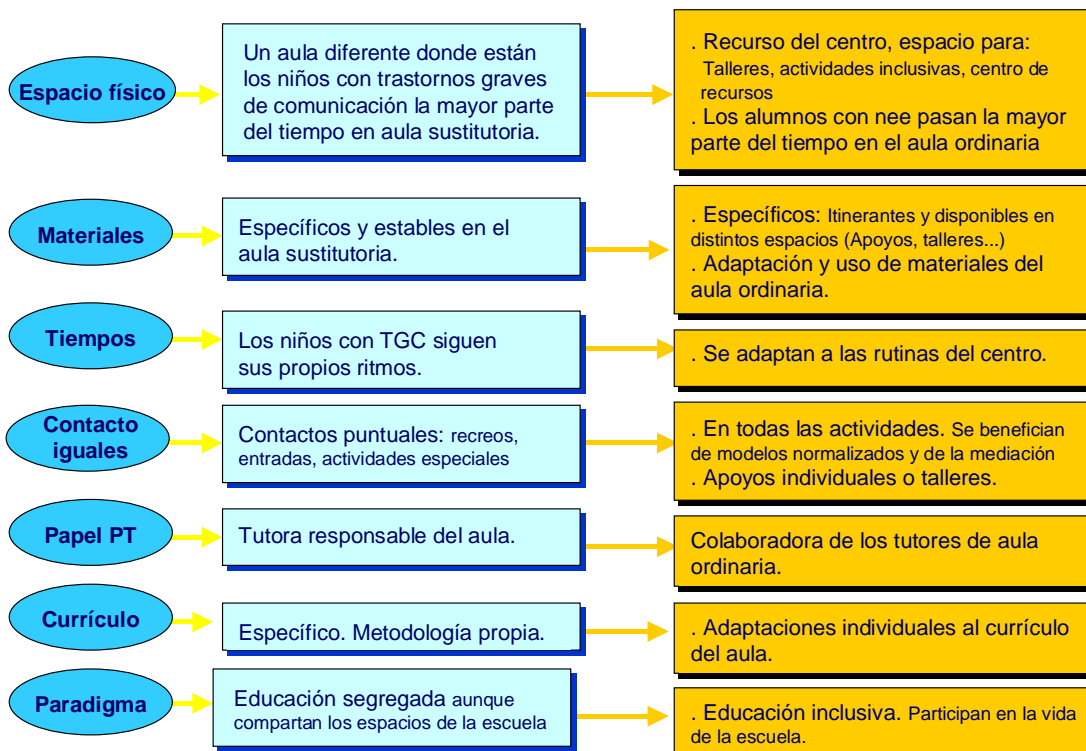 Espacio físico
Un aula diferente donde están
los niños con trastornos graves
de comunicación la mayor parte
del tiempo en aula sustitutoria.
. Recurso del centro, espacio para:
Talleres, actividades inclusivas, centro de
recursos
. Los alumnos con nee pasan la mayor
parte del tiempo en el aula ordinaria
Materiales
Específicos y estables en el
aula sustitutoria.
. Específicos: Itinerantes y disponibles en
distintos espacios (Apoyos, talleres...)
. Adaptación y uso de materiales del
aula ordinaria.
Tiempos
Los niños con TGC siguen
sus propios ritmos.
. Se adaptan a las rutinas del centro.
Contacto
iguales
Contactos puntuales: recreos,
entradas, actividades especiales
. En todas las actividades. Se benefician
de modelos normalizados y de la mediación
. Apoyos individuales o talleres.
Papel PT
Tutora responsable del aula.
Colaboradora de los tutores de aula
ordinaria.
Currículo
Específico. Metodología propia.
. Adaptaciones individuales al currículo
del aula.
Paradigma
Educación segregada aunque
compartan los espacios de la escuela
. Educación inclusiva. Participan en la vida
de la escuela.